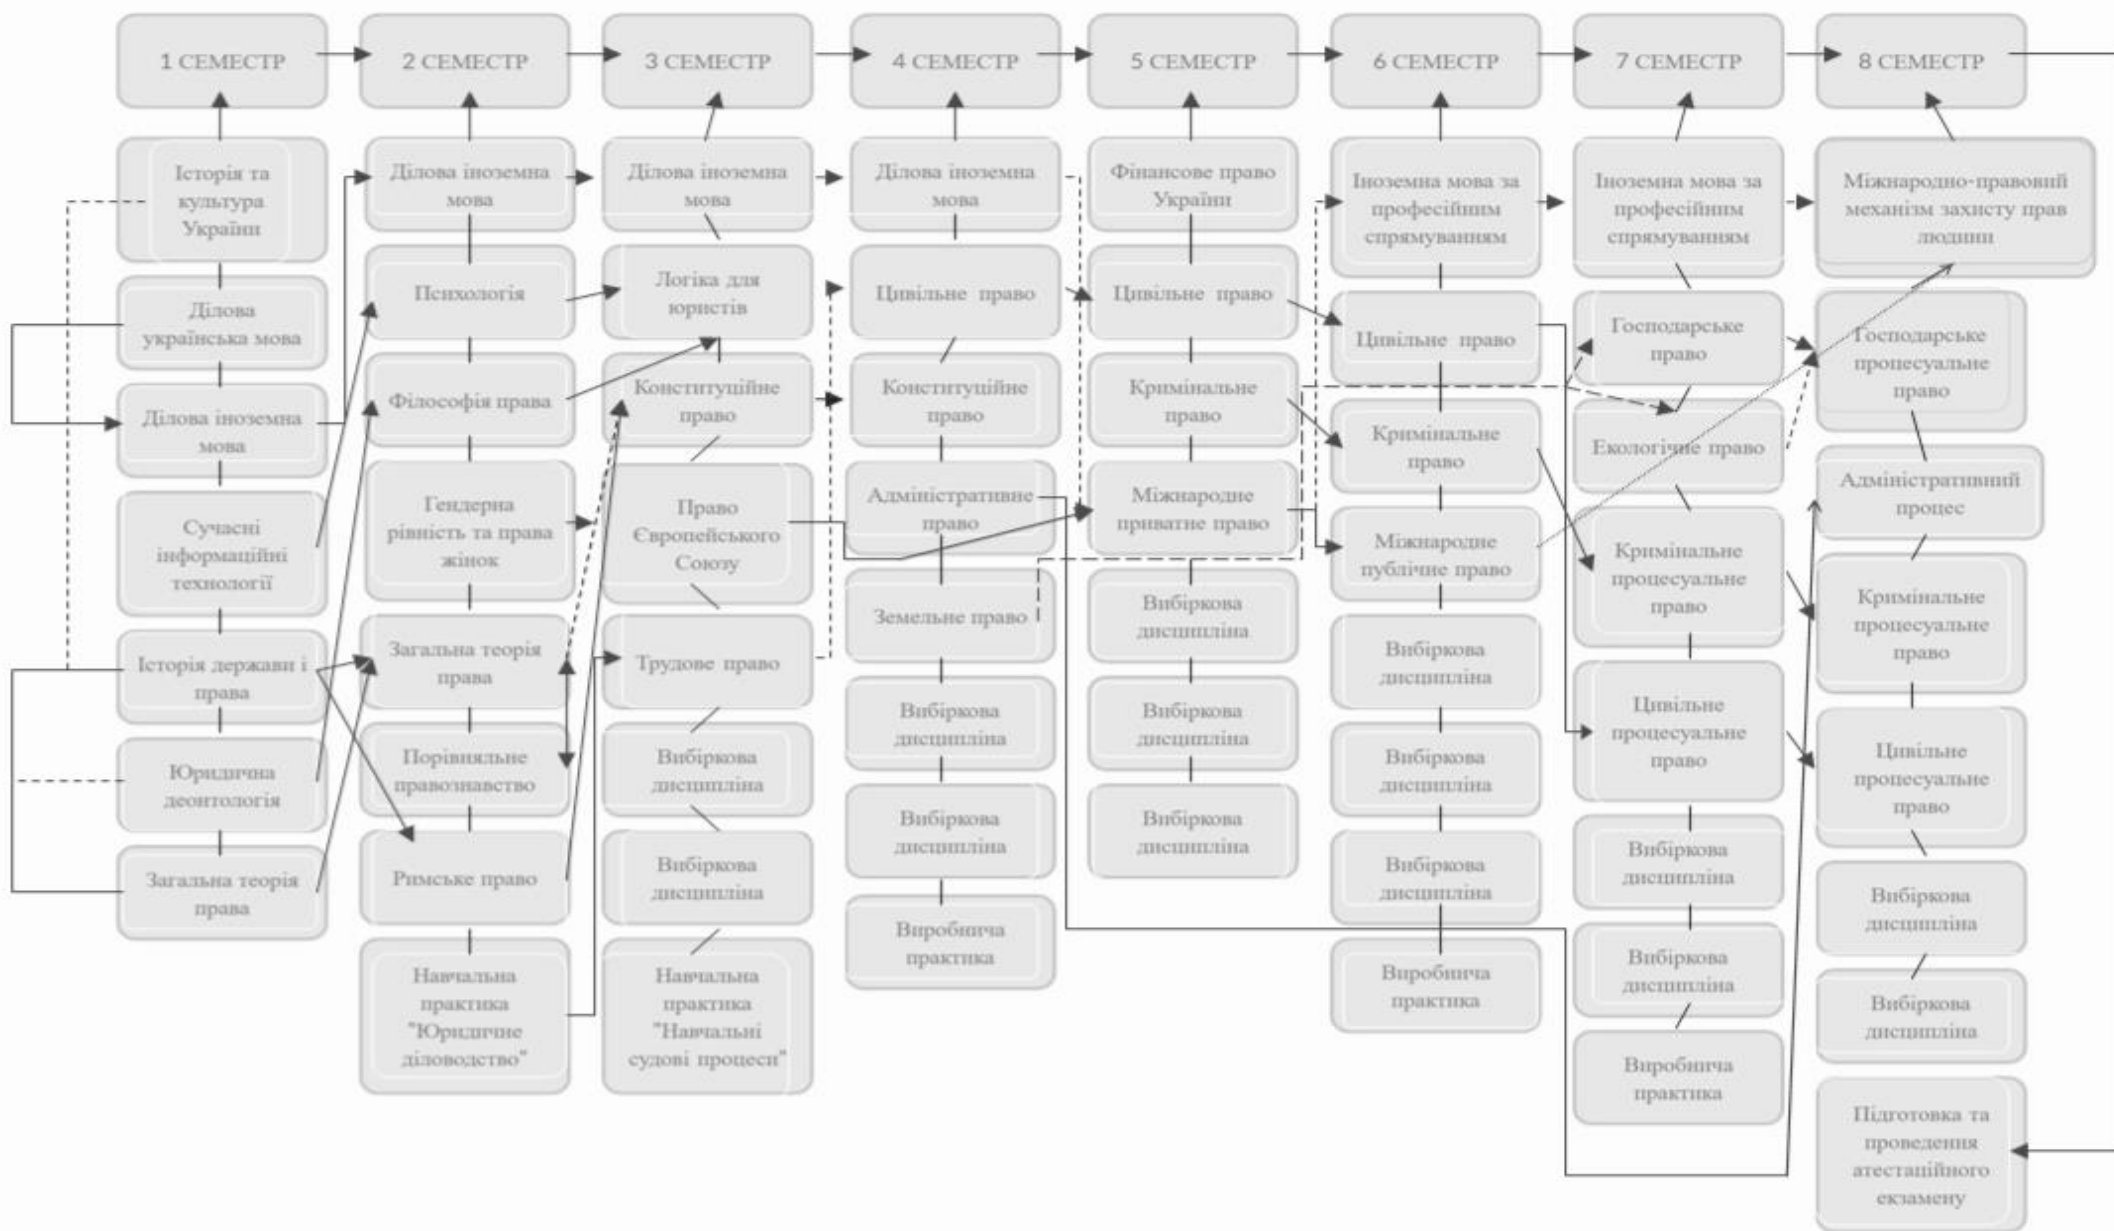 1 СЕМЕСТР
2 СЕМЕСТР
3 СЕМЕСТР
4 СЕМЕСТР
5 СЕМЕСТР
6 СЕМЕСТР
7 СЕМЕСТР
8 СЕМЕСТР
Історія та
культура
України
Ділова
українська мова
Ділова іноземна
мова
Сучасні
інформаційні
технології
Історія держави і
права
Юридична
деонтологія
Загальна теорія
права
Ділова іноземна
мова
Психологія
Філософія права
Гендерна
рівність та права
жінок
Загальна теорія
права
Порівняльне
правознавство
Римське право
Навчальна
практика
"Юридичне
діловодство"
Ділова іноземна
мова
Логіка для
юристів
Конституційне
право
Право
Європейського
Союзу
Трудове право
Вибіркова
дисципліна
Вибіркова
дисципліна
Навчальна
практика
"Навчальні
судові процеси"
Ділова іноземна
мова
Цивільне право
Конституційне
право
Адміністративне
право
Земельне право
Вибіркова
дисципліна
Вибіркова
дисципліна
Виробнича
практика
Фінансове право
України
Цивільне право
Кримінальне
право
Міжнародне
приватне право
Вибіркова
дисципліна
Вибіркова
дисципліна
Вибіркова
дисципліна
Іноземна мова за
професійним
спрямуванням
Цивільне право
Кримінальне
право
Міжнародне
публічне право
Вибіркова
дисципліна
Вибіркова
дисципліна
Вибіркова
дисципліна
Виробнича
практика
Іноземна мова за
професійним
спрямуванням
Господарське
право
Екологічне право
Кримінальне
процесуальне
право
Цивільне
процесуальне
право
Вибіркова
дисципліна
Вибіркова
дисципліна
Виробнича
практика
Міжнародно-правовий
механізм захисту прав
людини
Господарське
процесуальне
право
Адміністративний
процес
Кримінальне
процесуальне
право
Цивільне
процесуальне
право
Вибіркова
дисципліна
Вибіркова
дисципліна
Підготовка та
проведення
атестаційного
екзамену